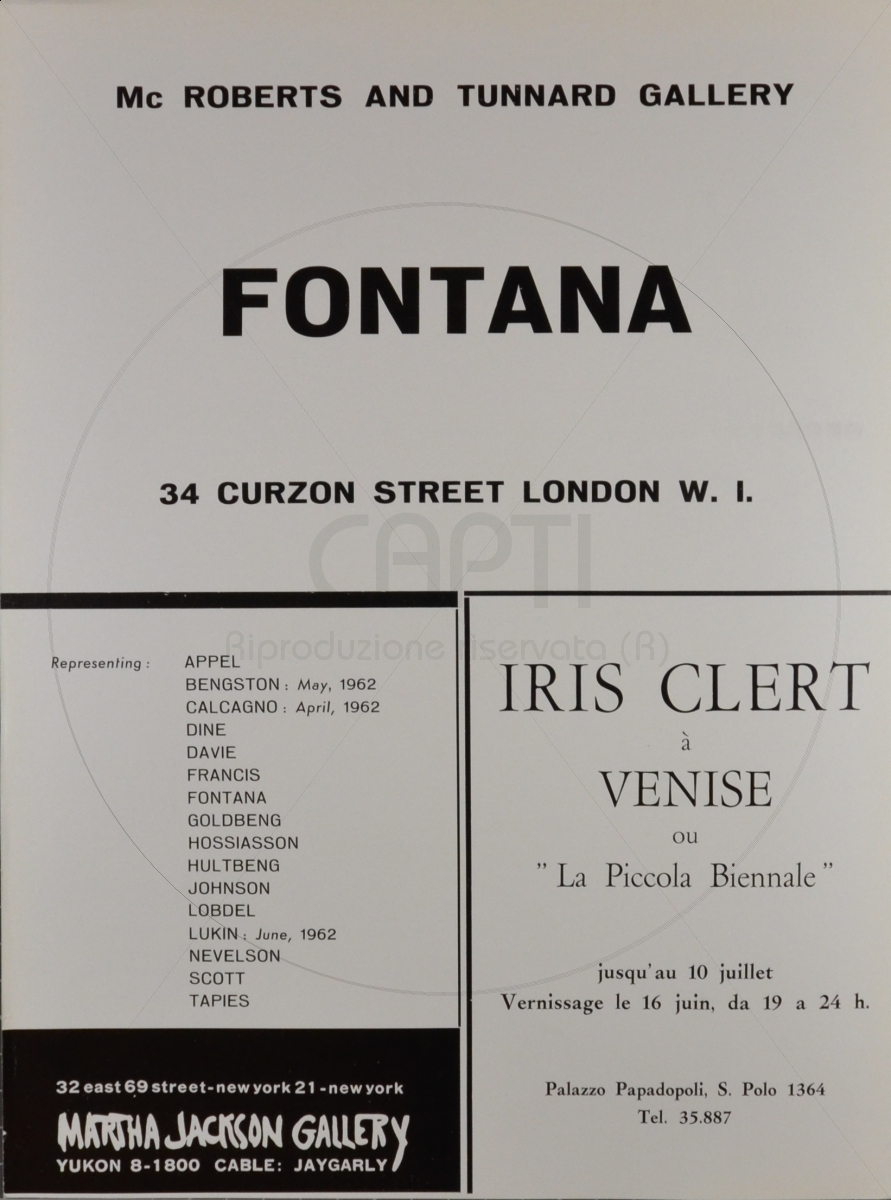 Mc ROBERTS AND TUNNARD GALLERY
FONTANA
34 CURZON STREET LONDON W. I.
CAPTI
Riproduzione riservata (R)
Representing :
APPEL
BENGSTON : May, 1962
CALCAGNO : April, 1962
DINE
DAVIE
FRANCIS
FONTANA
GOLDBENG
HOSSIASSON
HULTBENG
JOHNSON
LOBDEL
LUKIN : June, 1962
NEVELSON
SCOTT
TAPIES
32 east 69 street-new york 21-new york
MARTHA JACKSON GALLERY
YUKON 8-1800 CABLE: JAYGARLY
IRIS CLERT
à
VENISE
ou
" La Piccola Biennale "
jusqu'au 10 juillet
Vernissage le 16 juin, da 19 a 24 h.
Palazzo Papadopoli, S. Polo 1364
Tel. 35.887